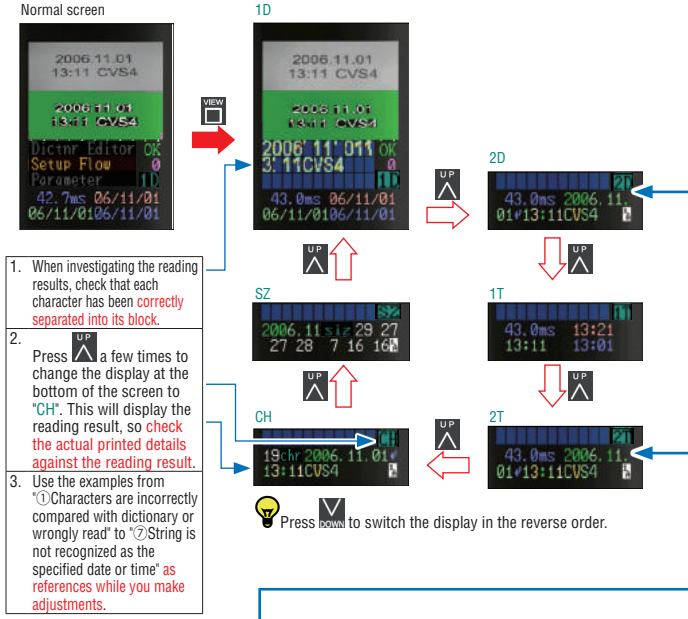 Normal screen
1D
2006.11.01
13:11 CVS4
2006 11 01
13:11 CVS4
Dictnr Editor OK
Setup Flow 0
Parameter 1D
42.7ms 06/11/01
06/11/0106/11/01
VIEW
2006.11.01
13:11 CVS4
2006 11.01
13:11 CVS4
2006' 11' 011 OK
3: 11CVS4 0
1D
43.0ms 06/11/01
06/11/0106/11/01
UP
2D
2D
43.0ms 2006.11.
01↵13:11CVS4
UP
UP
1. When investigating the reading
results, check that each
character has been correctly
separated into its block.
2.
Press UP a few times to
change the display at the
bottom of the screen to
"CH". This will display the
reading result, so check
the actual printed details
against the reading result.
3. Use the examples from
"①Characters are incorrectly
compared with dictionary or
wrongly read" to "⑦String is
not recognized as the
specified date or time" as
references while you make
adjustments.
SZ
SZ
2006.11siz 29 27
27 28 7 16 16
1T
1T
43.0ms 13:21
13:11 13:01
UP
UP
CH
CH
19chr 2006.11.01↵
13:11CVS4
UP
2T
2T
43.0ms 2006.11.
01↵13:11CVS4
Press DOWN to switch the display in the reverse order.